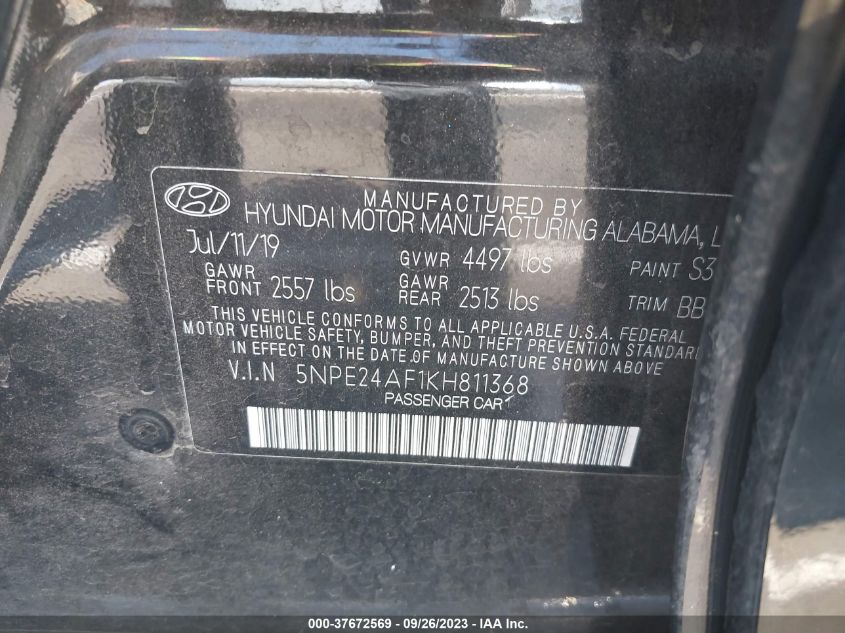 MANUFACTURED BY
HYUNDAI MOTOR MANUFACTURING ALABAMA, L
Jul/11/19 GVWR 4497 lbs PAINT S3
GAWR FRONT 2557 lbs GAWR REAR 2513 lbs TRIM BB
THIS VEHICLE CONFORMS TO ALL APPLICABLE U.S.A. FEDERAL
MOTOR VEHICLE SAFETY, BUMPER, AND THEFT PREVENTION STANDAR
IN EFFECT ON THE DATE OF MANUFACTURE SHOWN ABOVE
V.I.N 5NPE24AF1KH811368
PASSENGER CAR
000-37672569 - 09/26/2023 - IAA Inc.